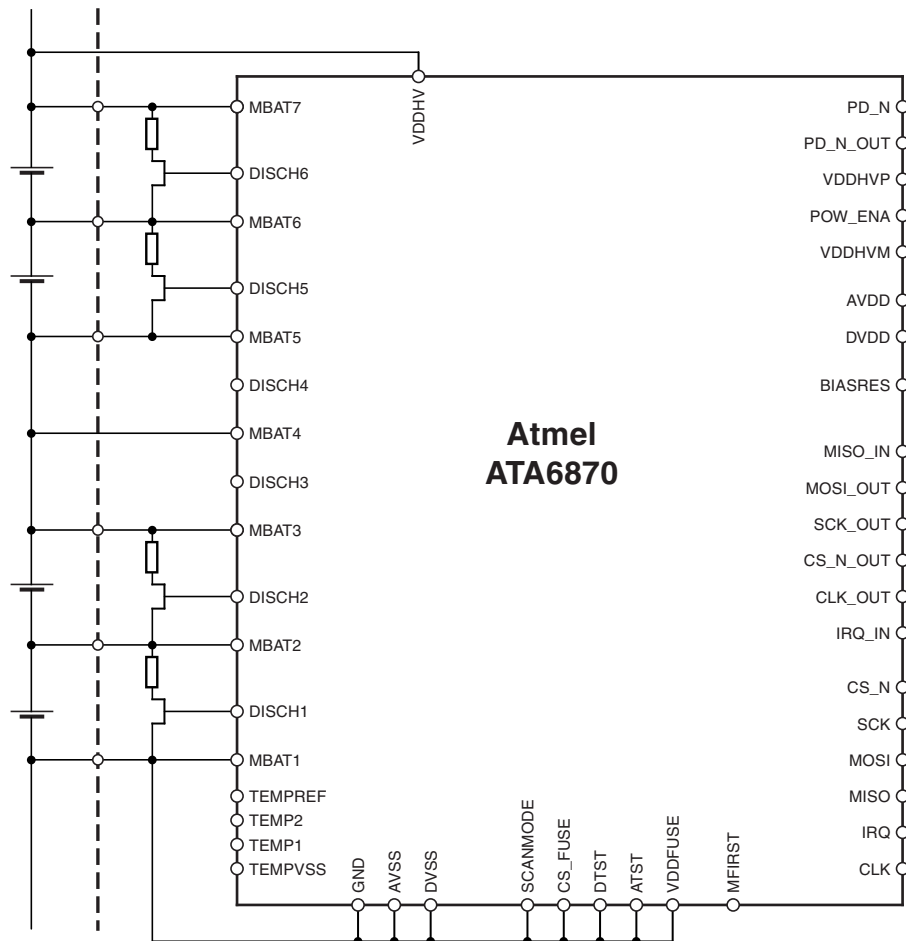 VDDHV
MBAT7
DISCH6
MBAT6
DISCH5
MBAT5
DISCH4
MBAT4
DISCH3
MBAT3
DISCH2
MBAT2
DISCH1
MBAT1
TEMPREF
TEMP2
TEMP1
TEMPVSS
Atmel
ATA6870
PD_N
PD_N_OUT
VDDHVP
POW_ENA
VDDHVM
AVDD
DVDD
BIASRES
MISO_IN
MOSI_OUT
SCK_OUT
CS_N_OUT
CLK_OUT
IRQ_IN
CS_N
SCK
MOSI
MISO
IRQ
CLK
GND
AVSS
DVSS
SCANMODE
CS_FUSE
DTST
ATST
VDDFUSE
MFIRST